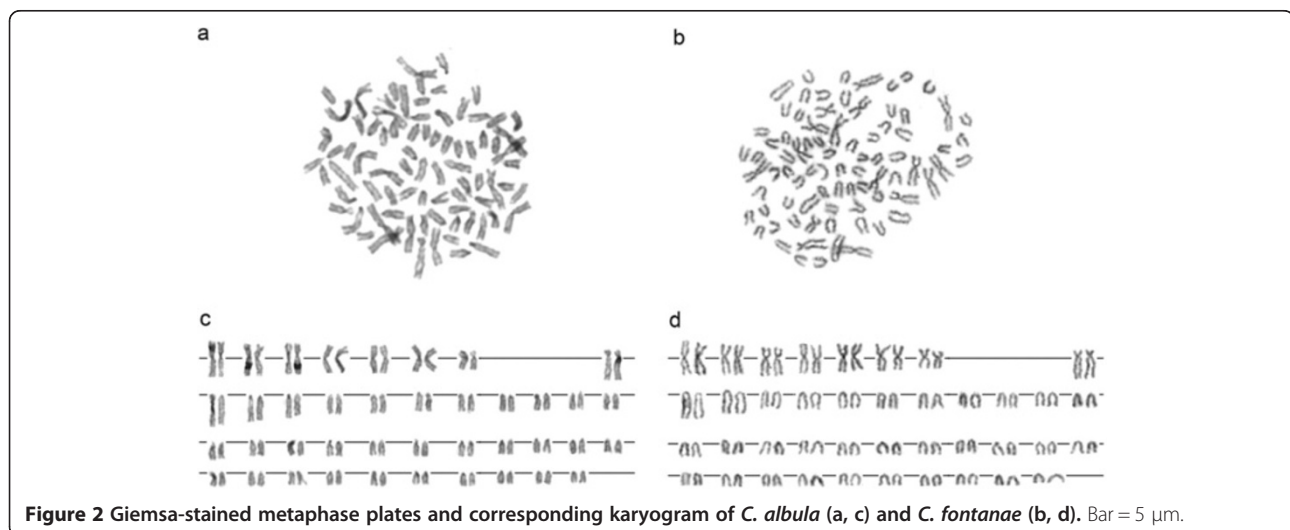 a
b
c
d
Figure 2 Giemsa-stained metaphase plates and corresponding karyogram of C. albula (a, c) and C. fontanae (b, d). Bar = 5 μm.